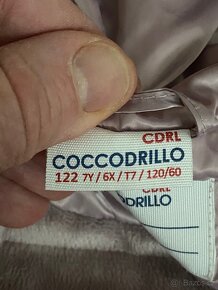 CDRL
COCCODRILLO
122 7Y / 6X / T7 / 120/60
ODRILLO